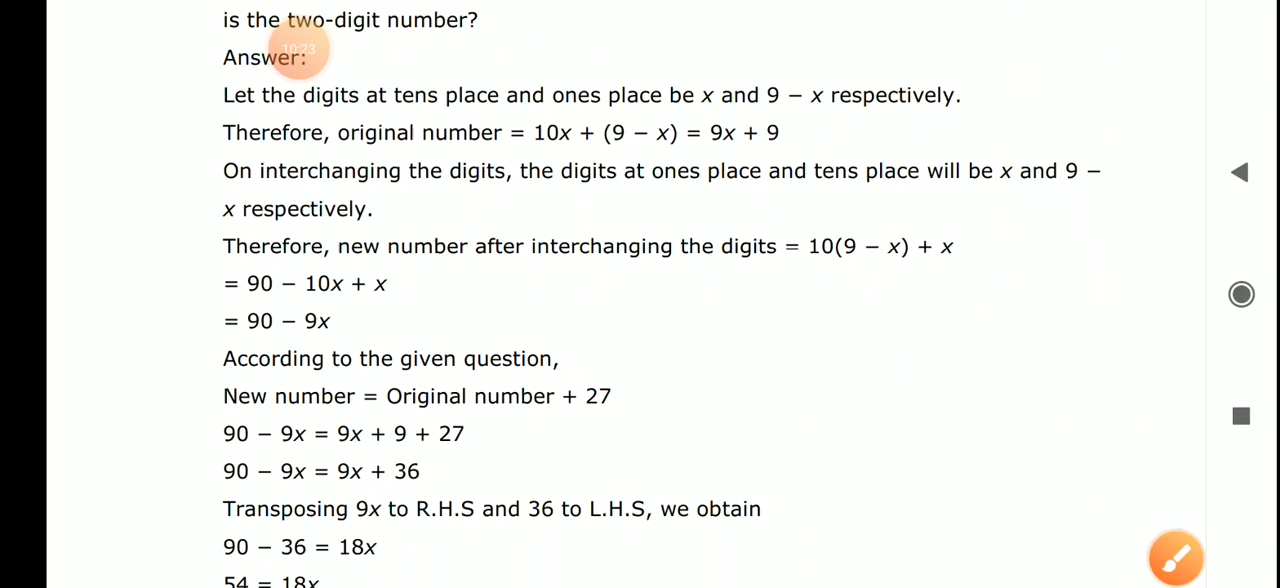 is the two-digit number?
10:23
Answer:
Let the digits at tens place and ones place be x and 9 − x respectively.
Therefore, original number = 10x + (9 − x) = 9x + 9
On interchanging the digits, the digits at ones place and tens place will be x and 9 −
x respectively.
Therefore, new number after interchanging the digits = 10(9 − x) + x
= 90 − 10x + x
= 90 − 9x
According to the given question,
New number = Original number + 27
90 − 9x = 9x + 9 + 27
90 − 9x = 9x + 36
Transposing 9x to R.H.S and 36 to L.H.S, we obtain
90 − 36 = 18x
54 = 18x